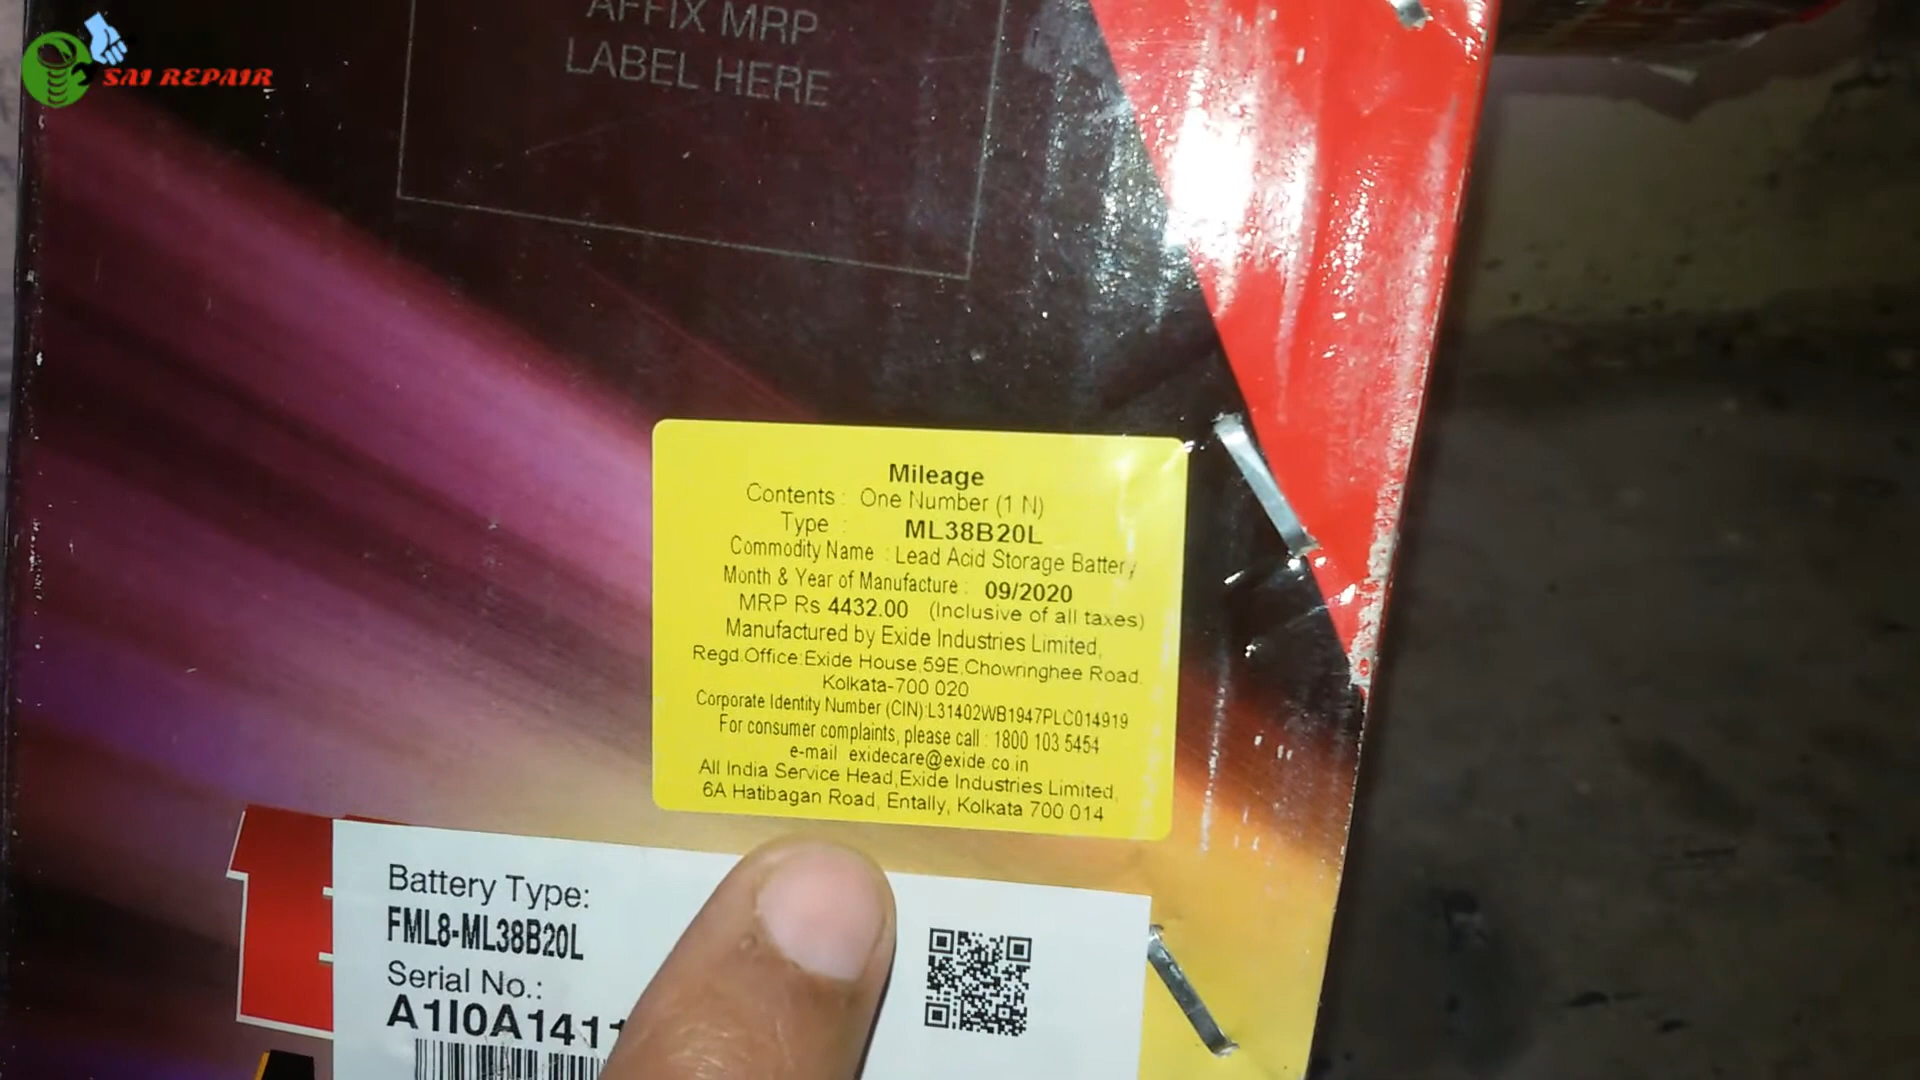 SAI REPAIR
AFFIX MRP
LABEL HERE
Mileage
Contents : One Number (1 N)
Type : ML38B20L
Commodity Name : Lead Acid Storage Battery
Month & Year of Manufacture : 09/2020
MRP Rs 4432.00 (Inclusive of all taxes)
Manufactured by Exide Industries Limited,
Regd.Office:Exide House,59E,Chowringhee Road.
Kolkata-700 020
Corporate Identity Number (CIN):L31402WB1947PLC014919
For consumer complaints, please call : 1800 103 5454
e-mail exidecare@exide.co.in
All India Service Head,Exide Industries Limited,
6A Hatibagan Road, Entally, Kolkata 700 014
Battery Type:
FML8-ML38B20L
Serial No.: